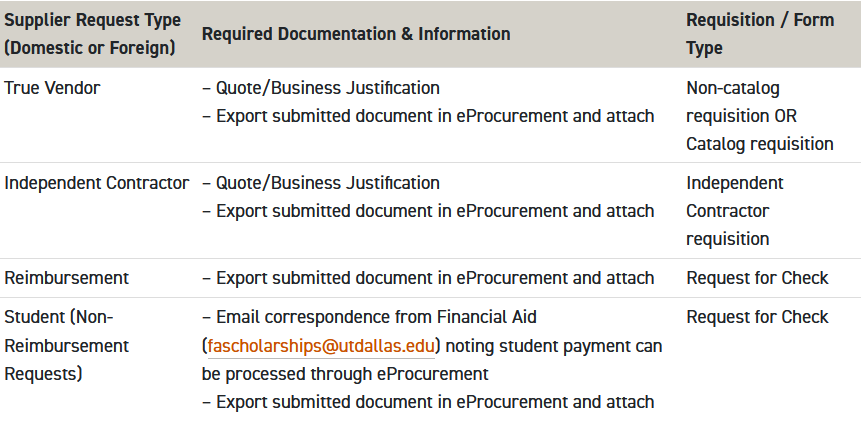 Supplier Request Type
(Domestic or Foreign)
Required Documentation & Information
Requisition / Form
Type
True Vendor
– Quote/Business Justification
– Export submitted document in eProcurement and attach
Non-catalog
requisition OR
Catalog requisition
Independent Contractor
– Quote/Business Justification
– Export submitted document in eProcurement and attach
Independent
Contractor
requisition
Reimbursement
– Export submitted document in eProcurement and attach
Request for Check
Student (Non-
Reimbursement
Requests)
– Email correspondence from Financial Aid
(fascholarships@utdallas.edu) noting student payment can
be processed through eProcurement
– Export submitted document in eProcurement and attach
Request for Check